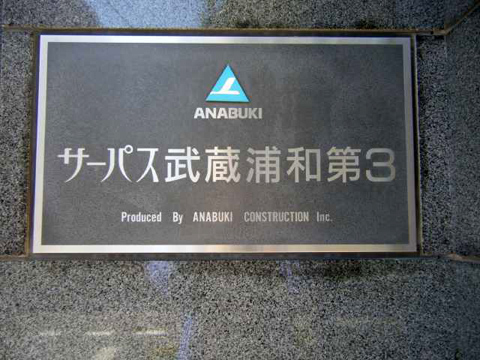 ANABUKI
サーパス武蔵浦和第3
Produced By ANABUKI CONSTRUCTION Inc.